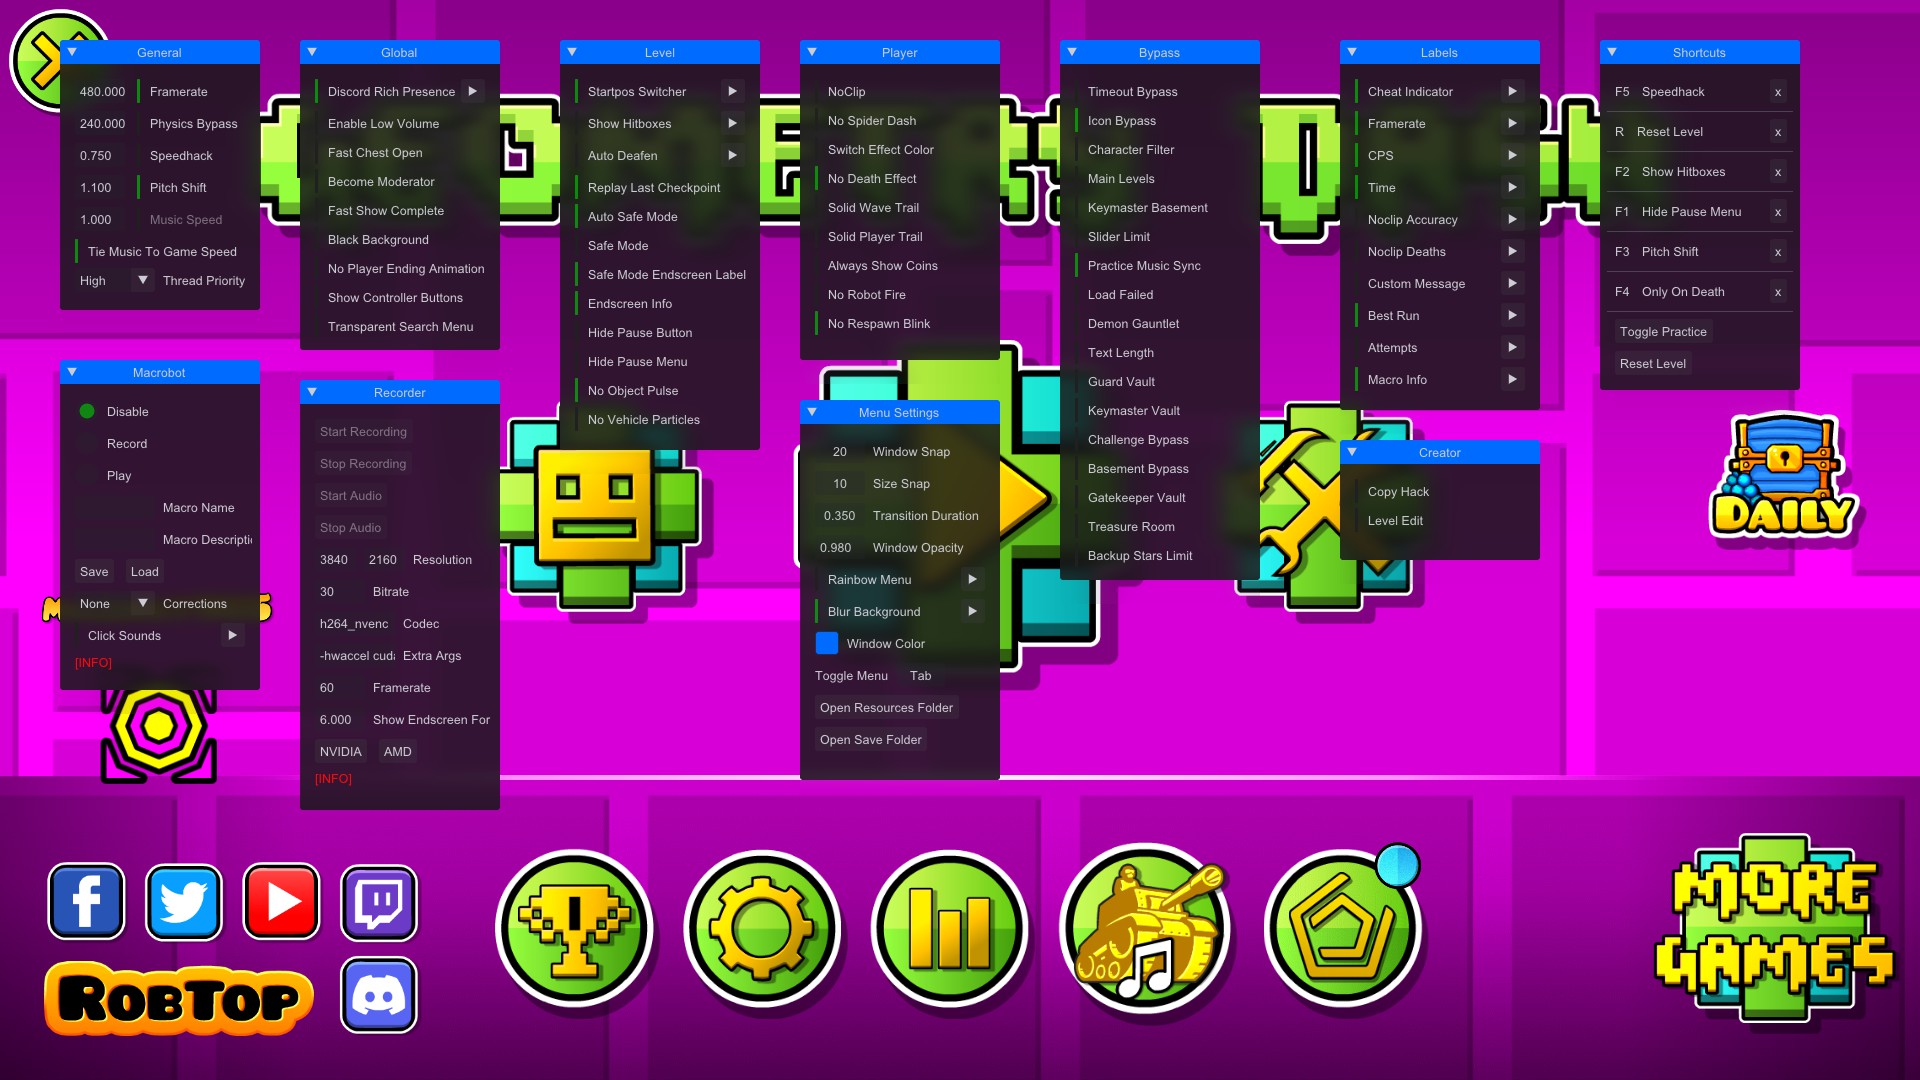 General
480.000 Framerate
240.000 Physics Bypass
0.750 Speedhack
1.100 Pitch Shift
1.000 Music Speed
Tie Music To Game Speed
High Thread Priority
Macrobot
Disable
Record
Play
Macro Name
Macro Descripti
Save Load
None Corrections
Click Sounds
[INFO]
Global
Discord Rich Presence
Enable Low Volume
Fast Chest Open
Become Moderator
Fast Show Complete
Black Background
No Player Ending Animation
Show Controller Buttons
Transparent Search Menu
Recorder
Start Recording
Stop Recording
Start Audio
Stop Audio
3840 2160 Resolution
30 Bitrate
h264_nvenc Codec
-hwaccel cuda Extra Args
60 Framerate
6.000 Show Endscreen For
NVIDIA AMD
[INFO]
Level
Startpos Switcher
Show Hitboxes
Auto Deafen
Replay Last Checkpoint
Auto Safe Mode
Safe Mode
Safe Mode Endscreen Label
Endscreen Info
Hide Pause Button
Hide Pause Menu
No Object Pulse
No Vehicle Particles
Player
NoClip
No Spider Dash
Switch Effect Color
No Death Effect
Solid Wave Trail
Solid Player Trail
Always Show Coins
No Robot Fire
No Respawn Blink
Menu Settings
20 Window Snap
10 Size Snap
0.350 Transition Duration
0.980 Window Opacity
Rainbow Menu
Blur Background
Window Color
Toggle Menu Tab
Open Resources Folder
Open Save Folder
Bypass
Timeout Bypass
Icon Bypass
Character Filter
Main Levels
Keymaster Basement
Slider Limit
Practice Music Sync
Load Failed
Demon Gauntlet
Text Length
Guard Vault
Keymaster Vault
Challenge Bypass
Basement Bypass
Gatekeeper Vault
Treasure Room
Backup Stars Limit
Labels
Cheat Indicator
Framerate
CPS
Time
Noclip Accuracy
Noclip Deaths
Custom Message
Best Run
Attempts
Macro Info
Creator
Copy Hack
Level Edit
Shortcuts
F5 Speedhack x
R Reset Level x
F2 Show Hitboxes x
F1 Hide Pause Menu x
F3 Pitch Shift x
F4 Only On Death x
Toggle Practice
Reset Level
DAILY
ROBTOP
MORE
GAMES